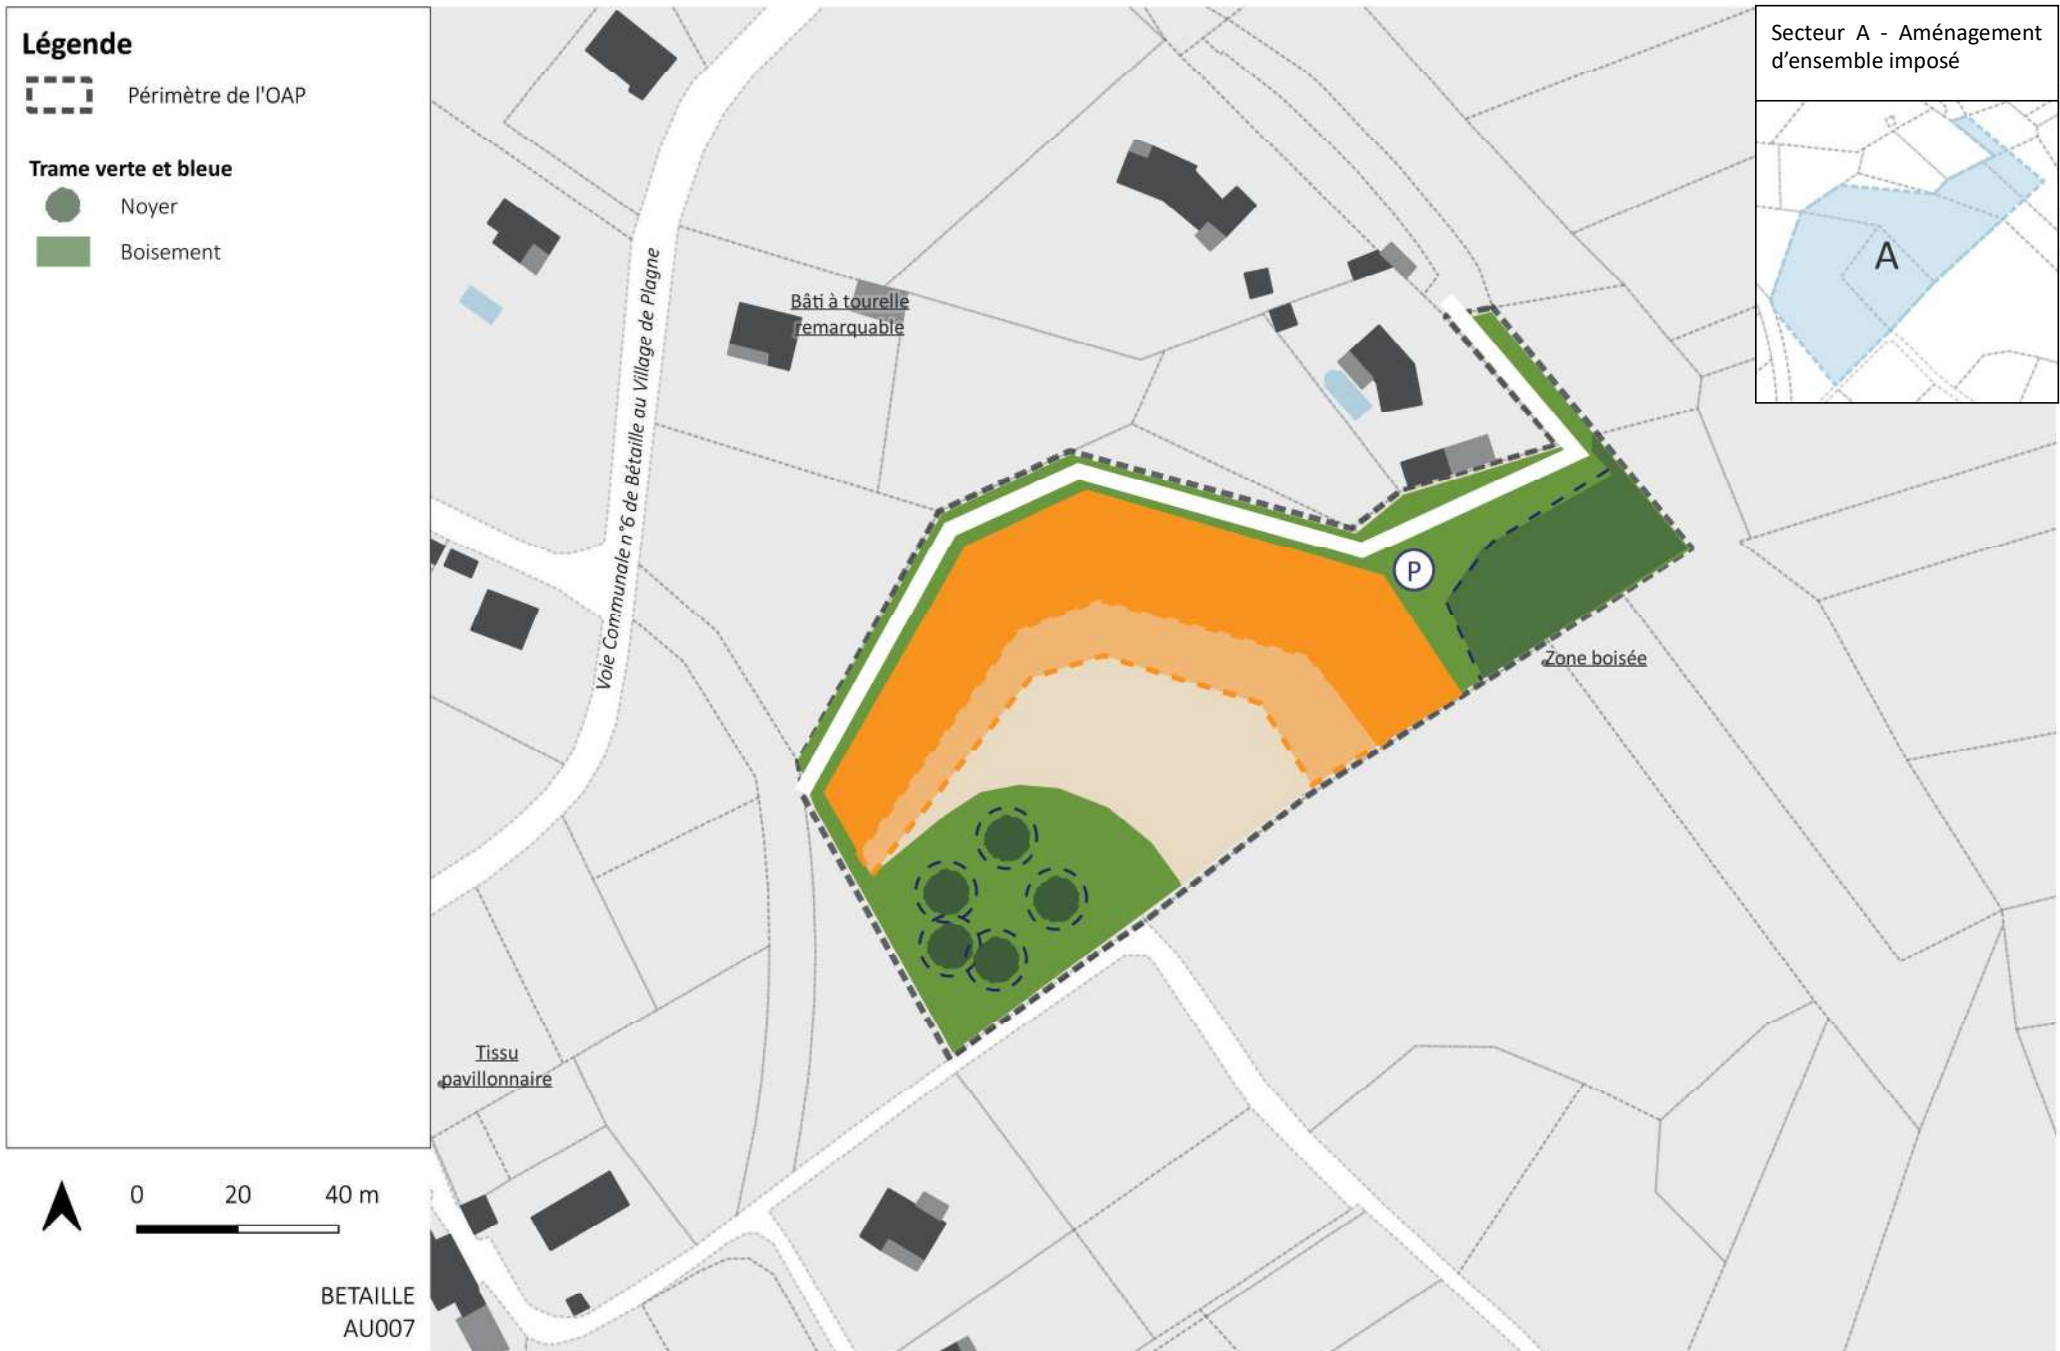 Légende
Périmètre de l'OAP
Trame verte et bleue
Noyer
Boisement
Secteur A - Aménagement
d'ensemble imposé
A
Voie Communale n°6 de Bétaille au Village de Plagne
Bâti à tourelle
remarquable
P
Zone boisée
Tissu
pavillonnaire
0 20 40 m
BETAILLE
AU007